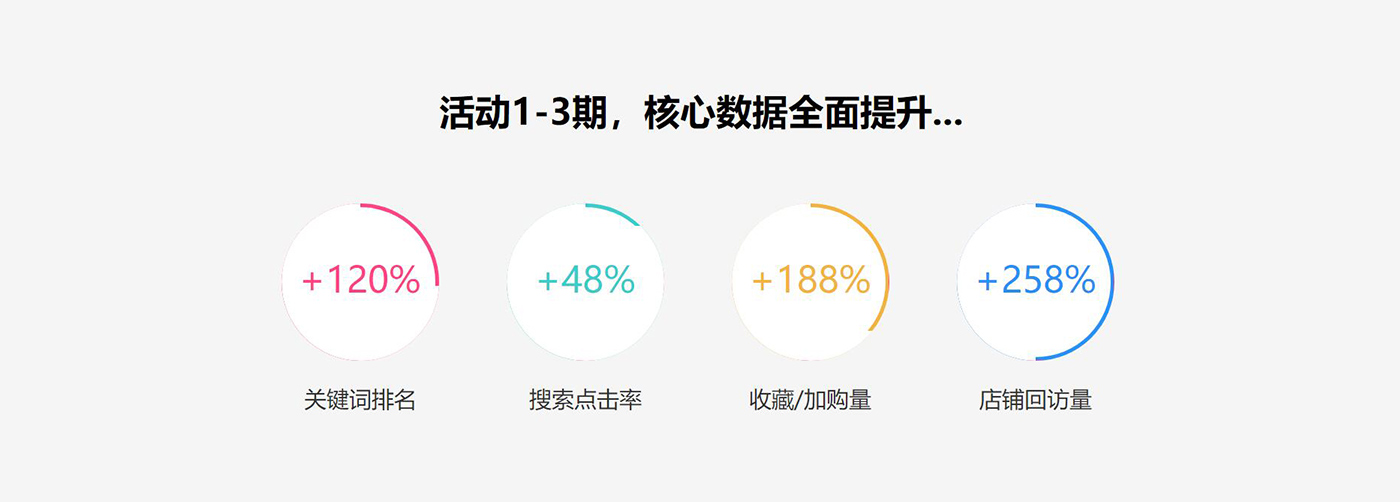 活动1-3期，核心数据全面提升...
+120%
+48%
+188%
+258%
关键词排名
搜索点击率
收藏/加购量
店铺回访量